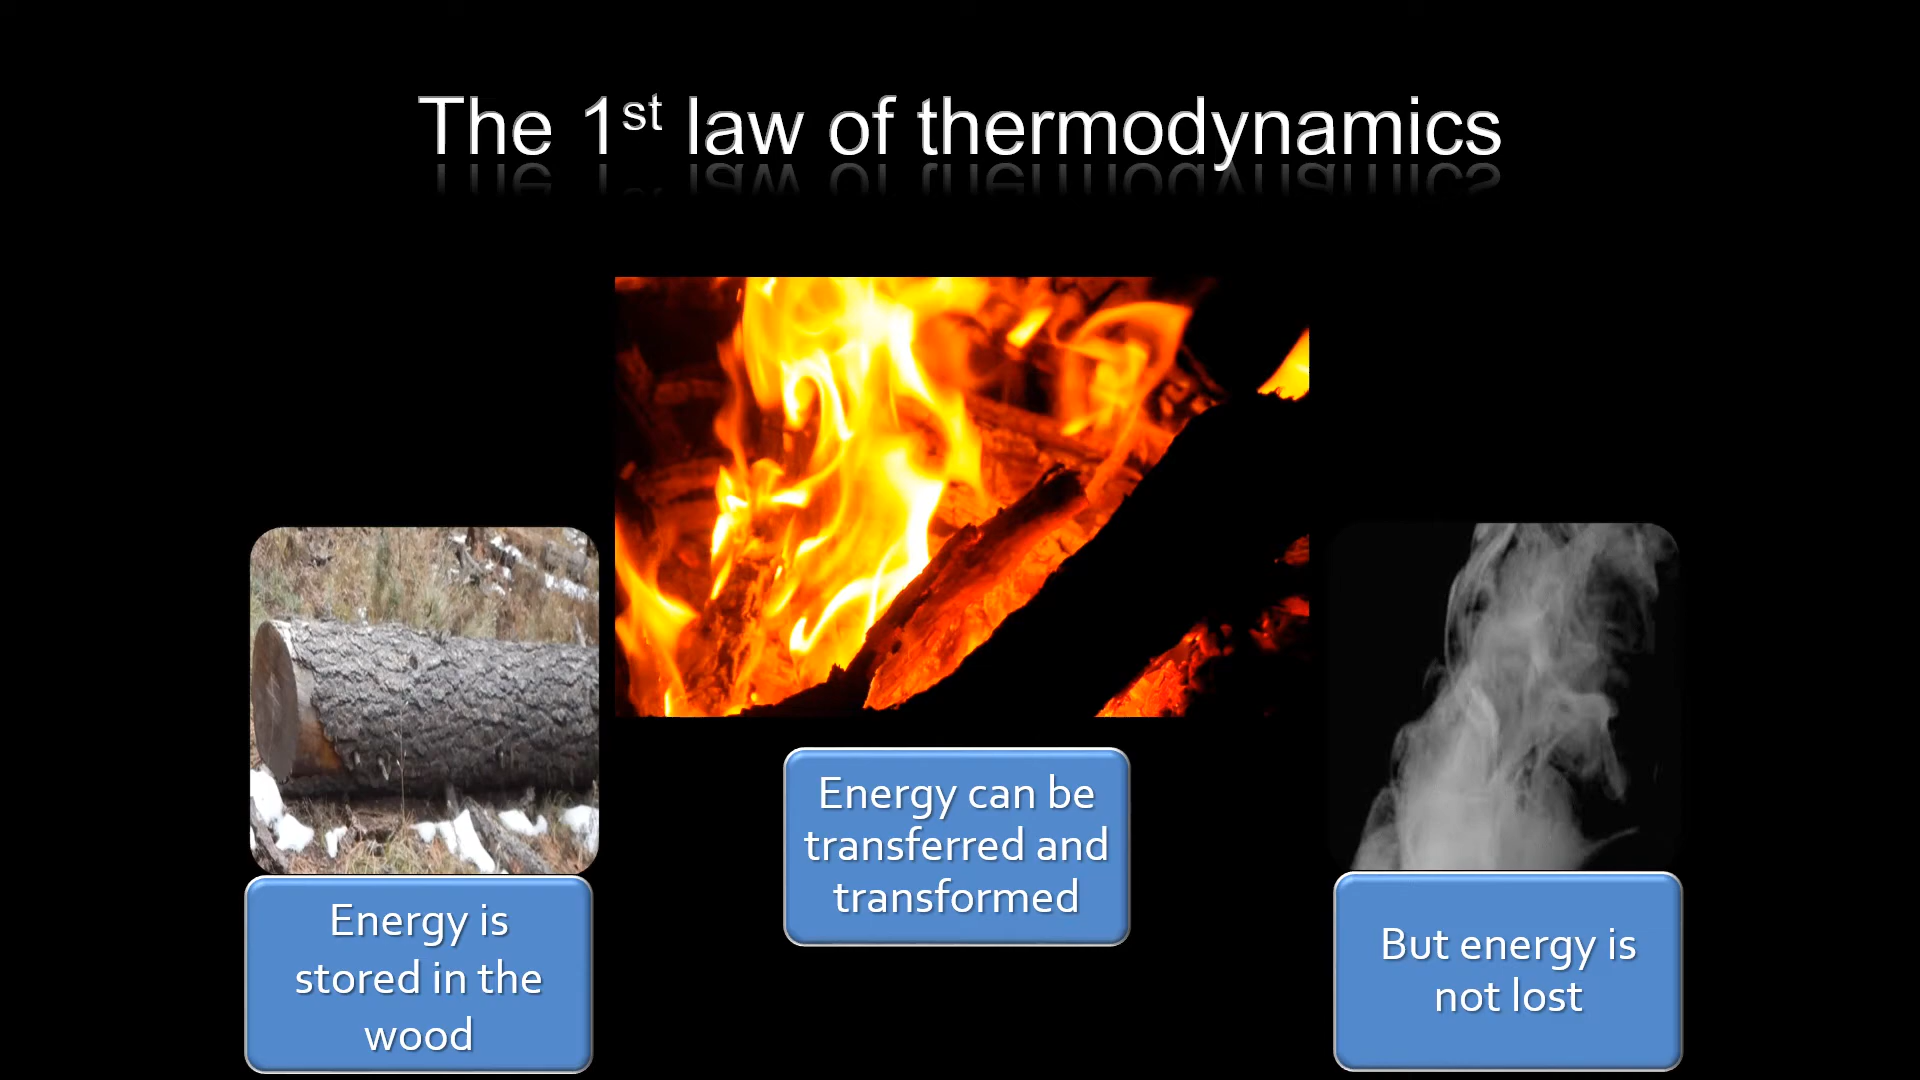 The 1st law of thermodynamics
Energy is
stored in the
wood
Energy can be
transferred and
transformed
But energy is
not lost